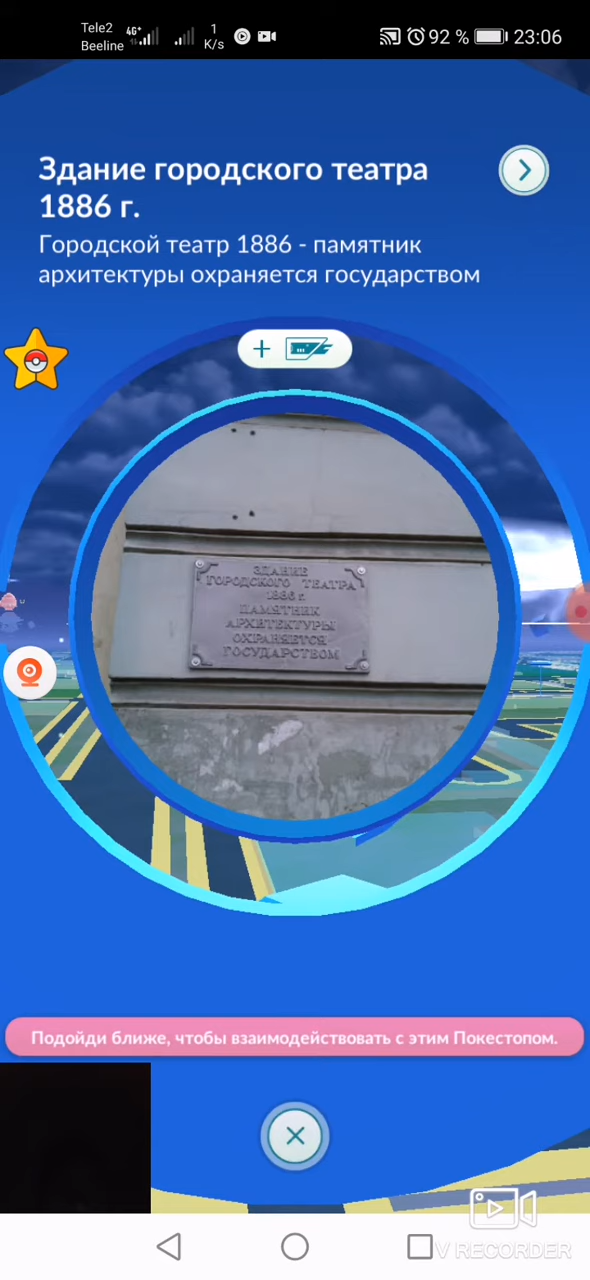 Tele2
Beeline
4G+
1
K/s
92 %
23:06
Здание городского театра
1886 г.
Городской театр 1886 - памятник
архитектуры охраняется государством
ЗДАНИЕ
ГОРОДСКОГО ТЕАТРА
1886 г.
ПАМЯТНИК
АРХИТЕКТУРЫ
ОХРАНЯЕТСЯ
ГОСУДАРСТВОМ
Подойди ближе, чтобы взаимодействовать с этим Покестопом.
V RECORDER